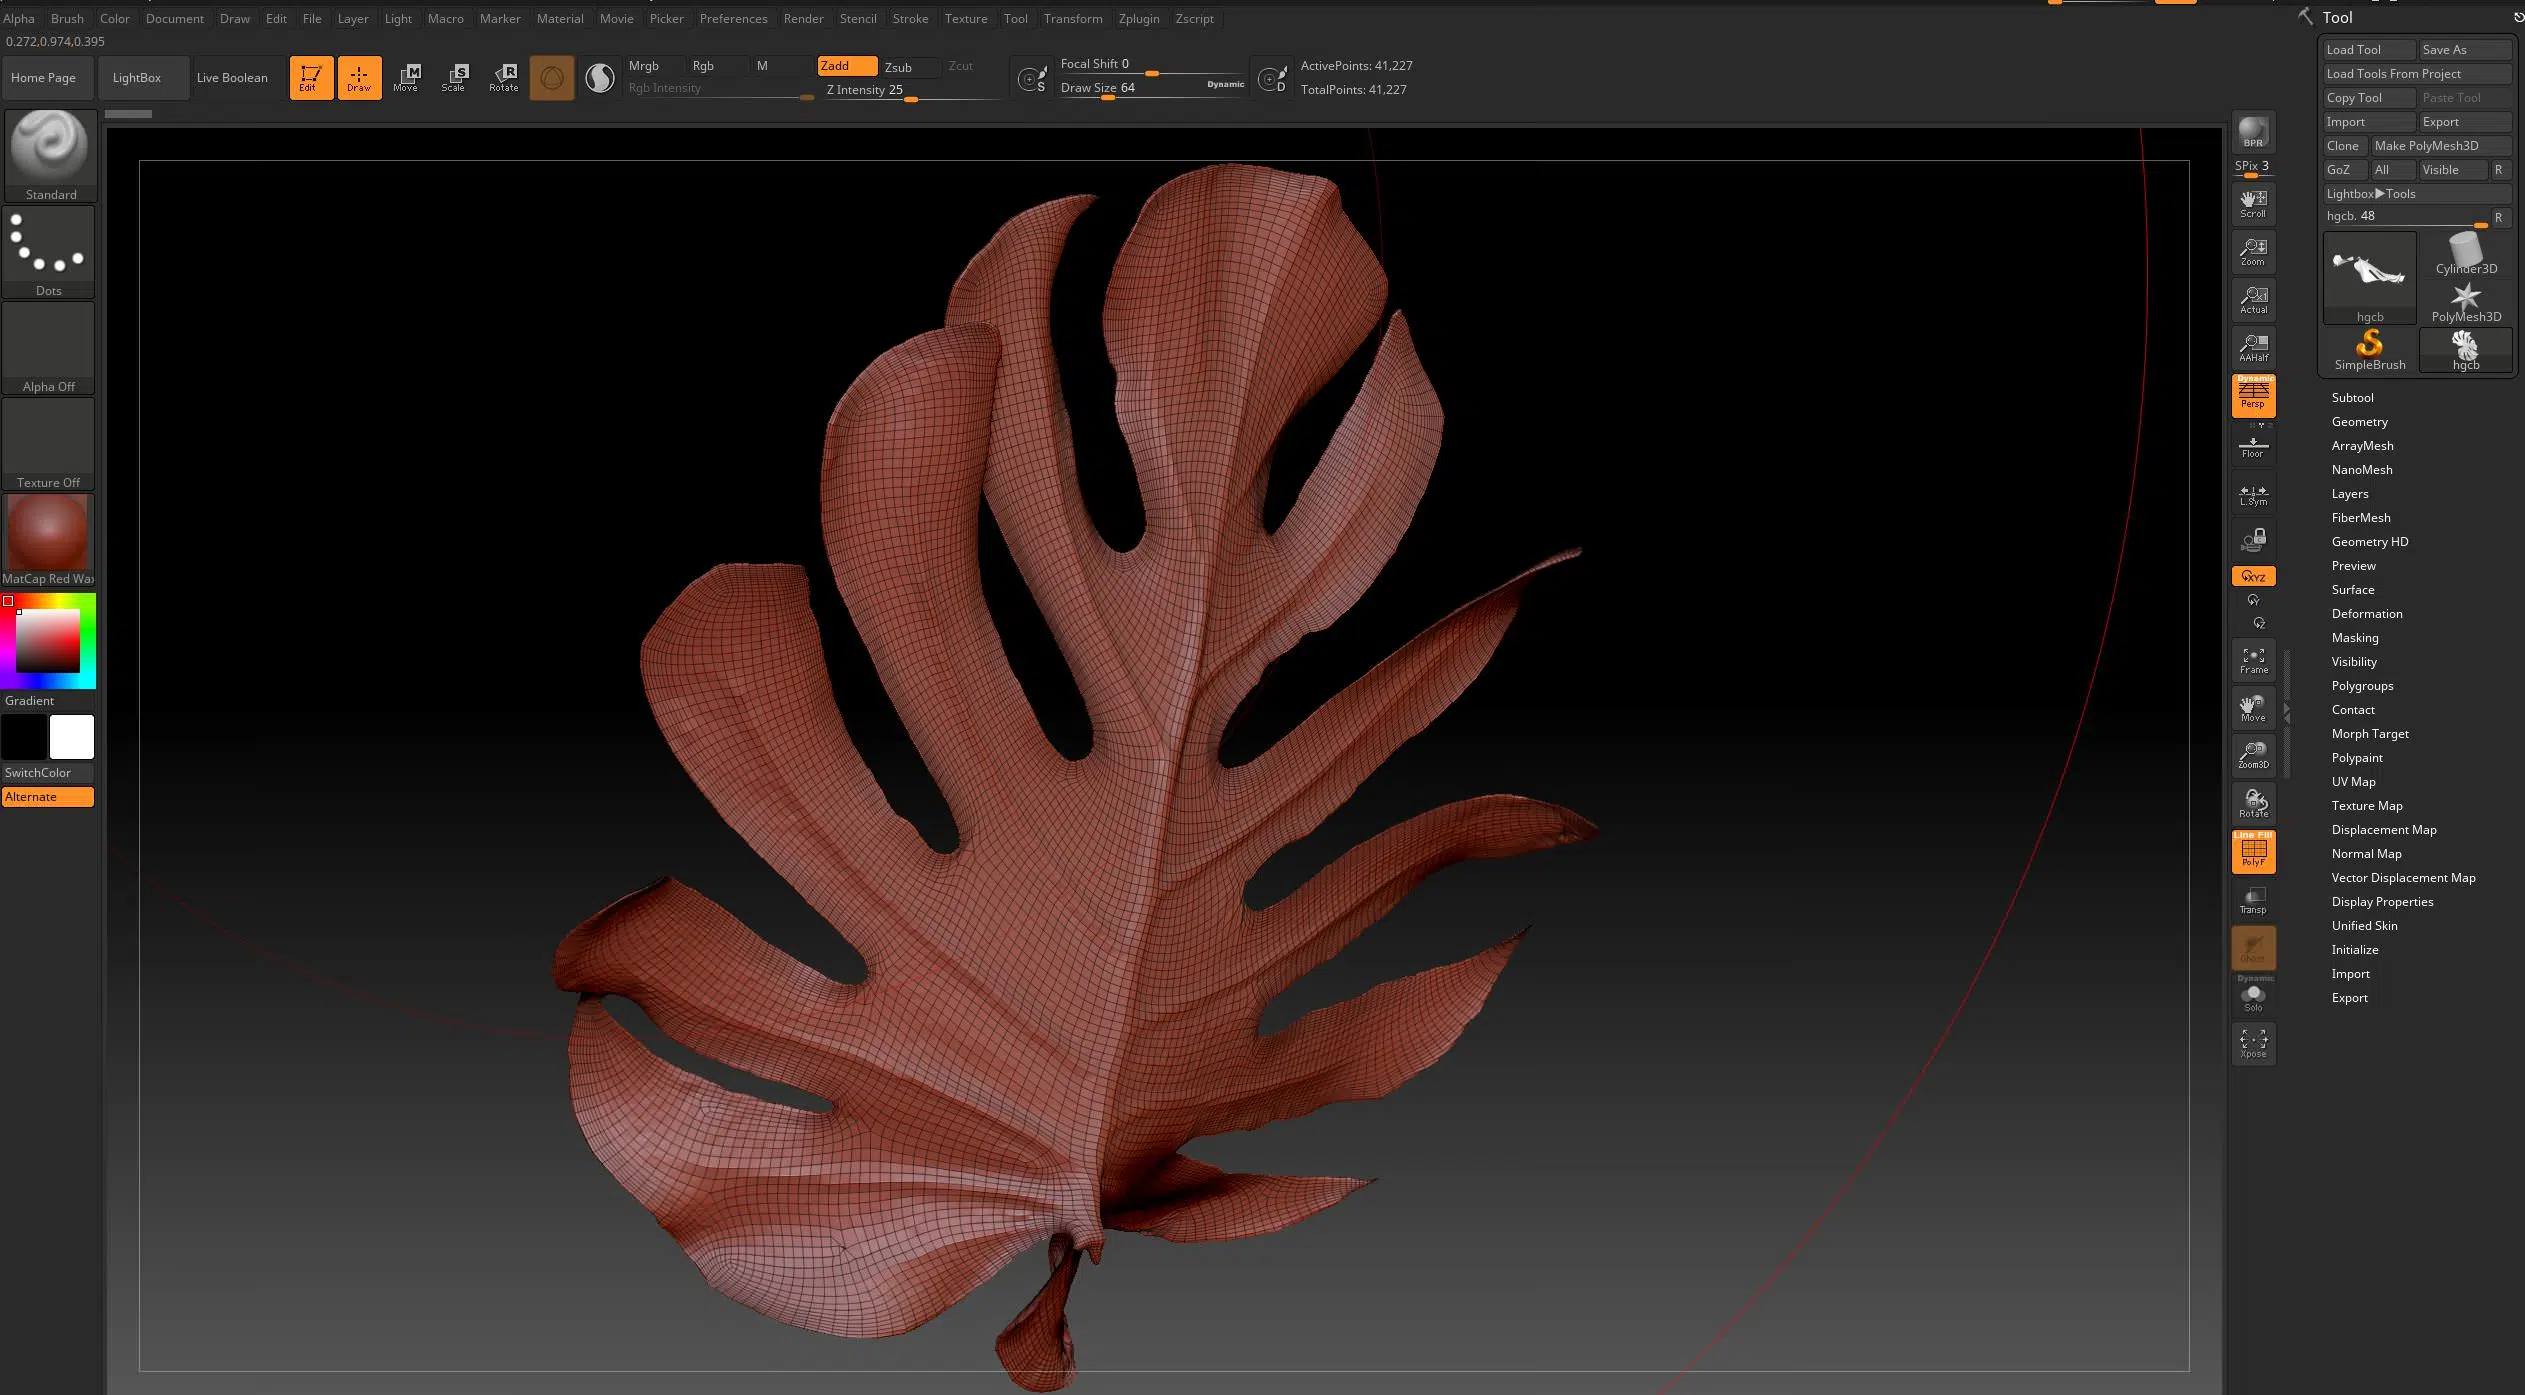 Alpha Brush Color Document Draw Edit File Layer Light Macro Marker Material Movie Picker Preferences Render Stencil Stroke Texture Tool Transform Zplugin Zscript
0.272,0.974,0.395
Home Page LightBox Live Boolean Edit Draw Move Scale Rotate
M S R
Mrgb Rgb M Zadd Zsub Zcut
Rgb Intensity Z Intensity 25
Focal Shift 0
Draw Size 64 Dynamic
S D
ActivePoints: 41,227
TotalPoints: 41,227
Standard
Dots
Alpha Off
Texture Off
MatCap Red Wax
Gradient
SwitchColor
Alternate
BPR
SPix 3
Scroll
Zoom
Actual
AAHalf
Dynamic
Persp
Floor
L.Sym
XYZ
Y
Z
Frame
Move
Zoom3D
Rotate
Line Fill
PolyF
Transp
Ghost
Dynamic
Solo
Xpose
Tool
Load Tool Save As
Load Tools From Project
Copy Tool Paste Tool
Import Export
Clone Make PolyMesh3D
GoZ All Visible R
Lightbox▶Tools
hgcb. 48 R
Cylinder3D
hgcb PolyMesh3D
SimpleBrush hgcb
Subtool
Geometry
ArrayMesh
NanoMesh
Layers
FiberMesh
Geometry HD
Preview
Surface
Deformation
Masking
Visibility
Polygroups
Contact
Morph Target
Polypaint
UV Map
Texture Map
Displacement Map
Normal Map
Vector Displacement Map
Display Properties
Unified Skin
Initialize
Import
Export